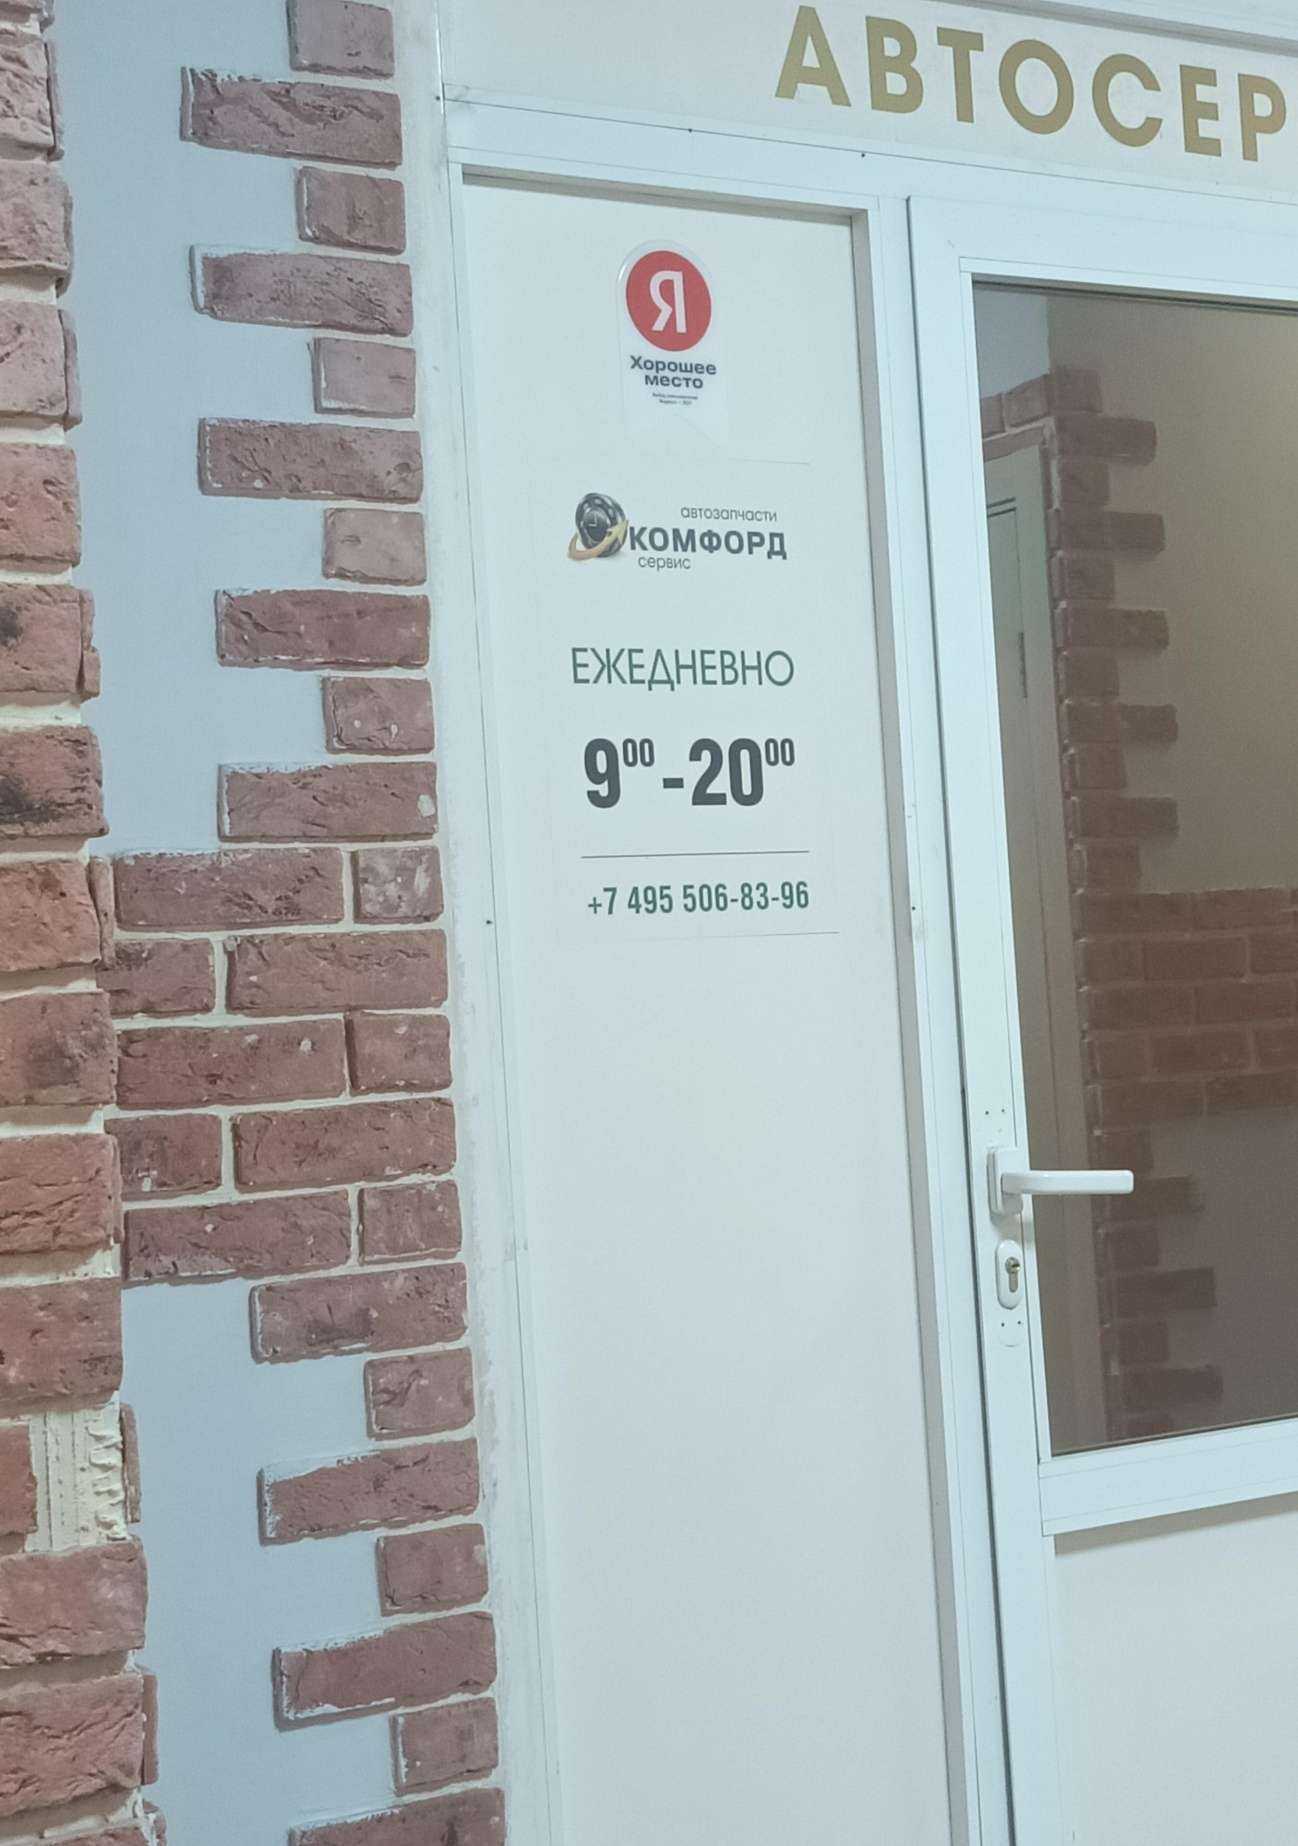 АВТОСЕР
Я
Хорошее
место
автозапчасти
КОМФОРД
сервис
ЕЖЕДНЕВНО
9⁰⁰-20⁰⁰
+7 495 506-83-96